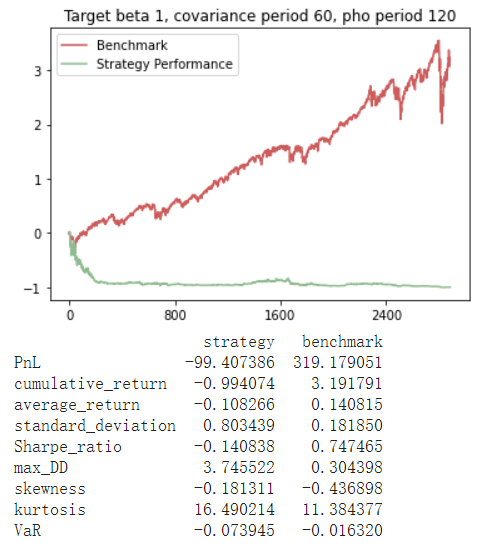 Target beta 1, covariance period 60, pho period 120
Benchmark
Strategy Performance
3
2
1
0
−1
0 800 1600 2400
strategy benchmark
PnL -99.407386 319.179051
cumulative_return -0.994074 3.191791
average_return -0.108266 0.140815
standard_deviation 0.803439 0.181850
Sharpe_ratio -0.140838 0.747465
max_DD 3.745522 0.304398
skewness -0.181311 -0.436898
kurtosis 16.490214 11.384377
VaR -0.073945 -0.016320